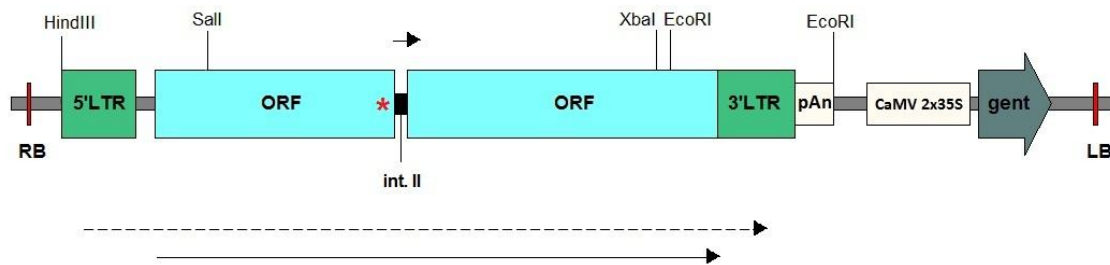 HindIII
SalI
XbaI
EcoRI
EcoRI
5'LTR
ORF
*
ORF
3'LTR
pAn
CaMV 2x35S
gent
RB
int. II
LB